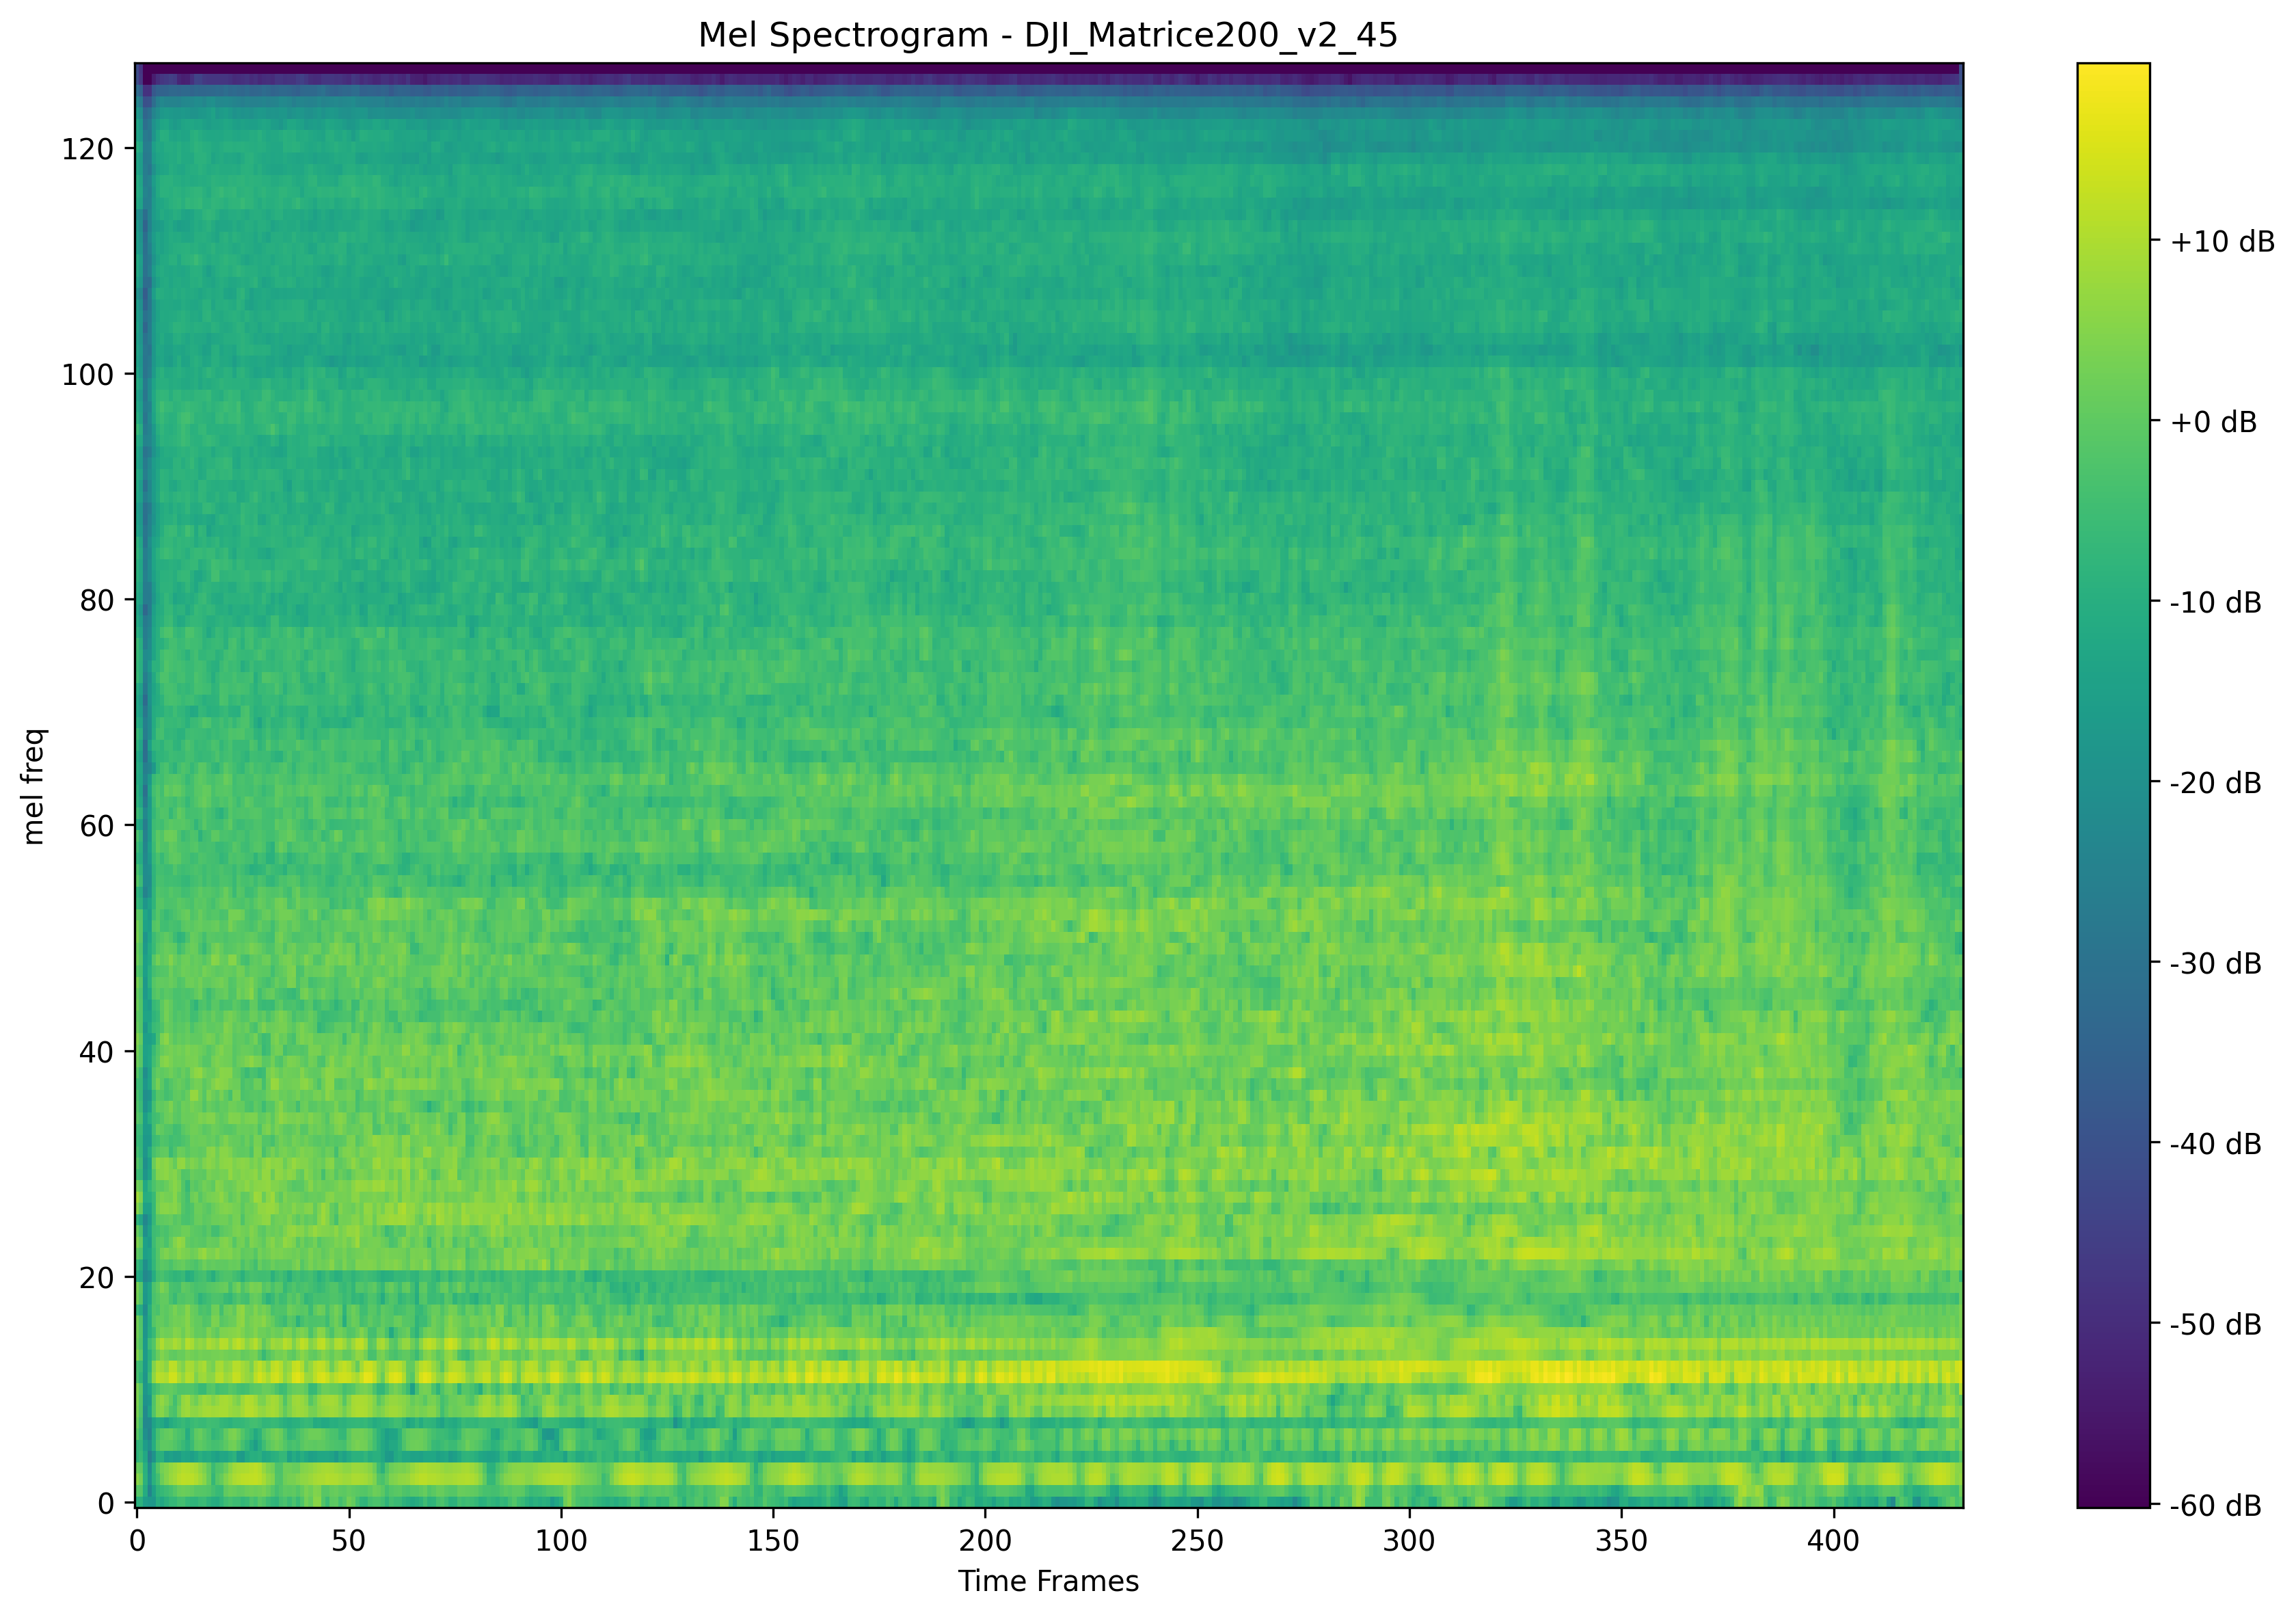 Mel Spectrogram - DJI_Matrice200_v2_45
120
100
80
60
40
20
0
mel freq
0 50 100 150 200 250 300 350 400
Time Frames
+10 dB
+0 dB
-10 dB
-20 dB
-30 dB
-40 dB
-50 dB
-60 dB